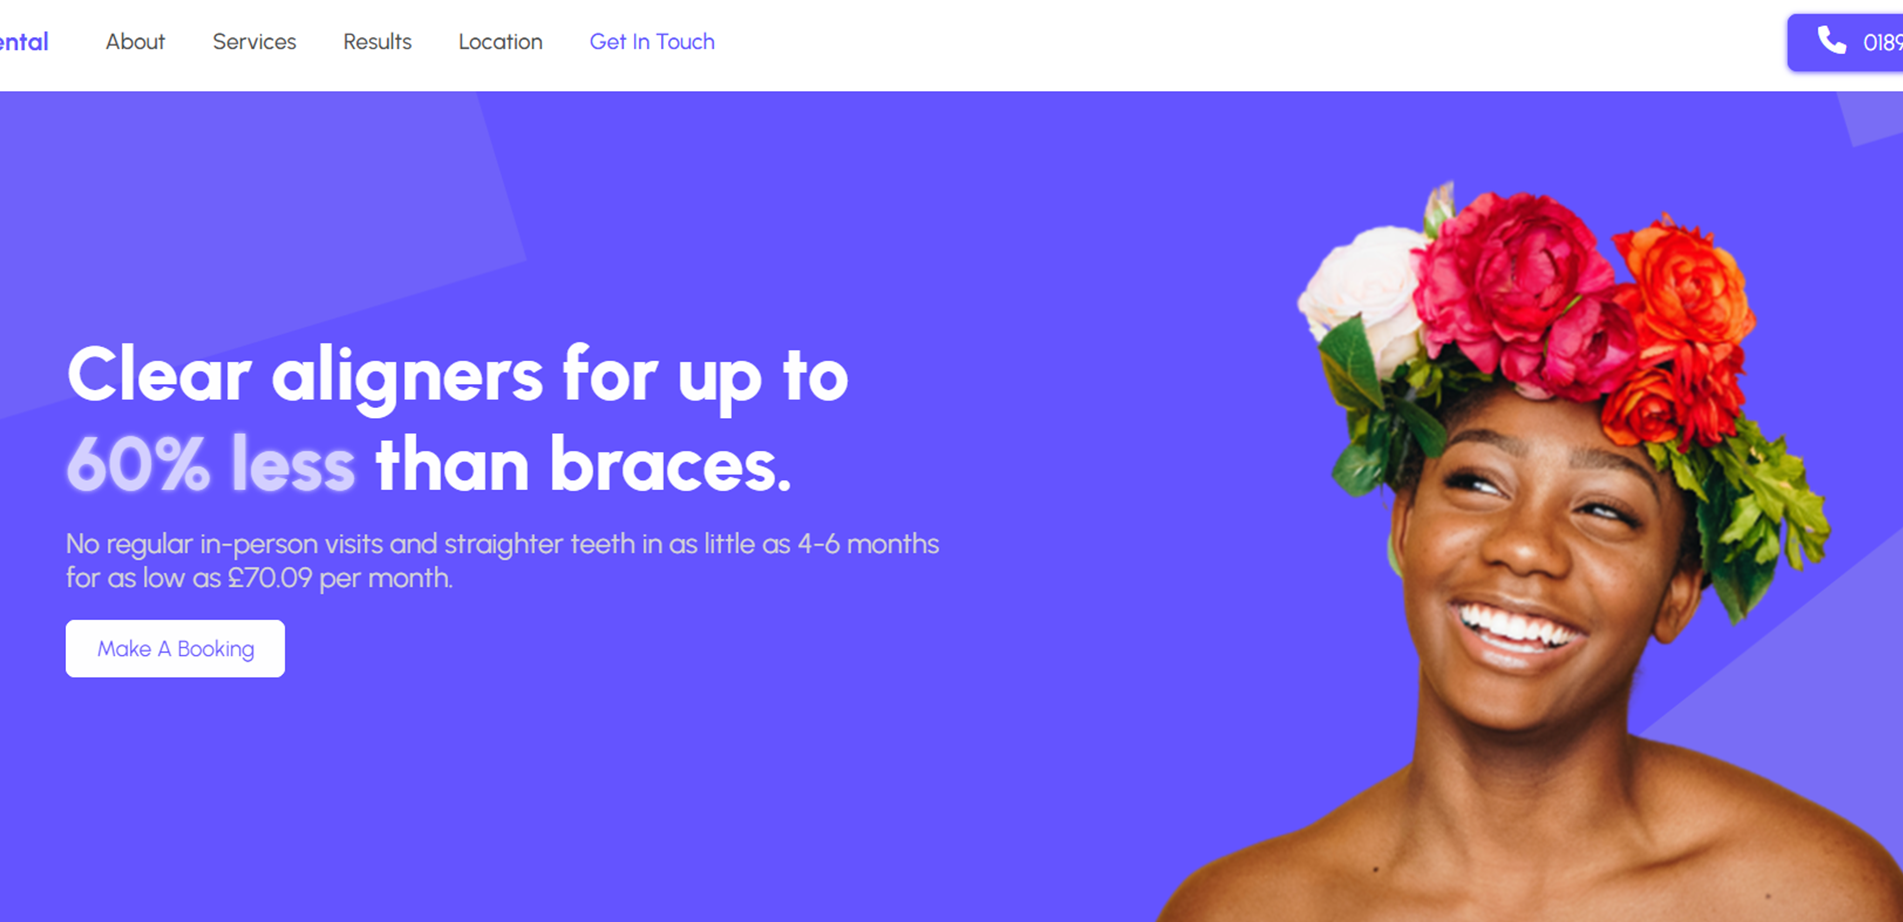 ental About Services Results Location Get In Touch 0189
Clear aligners for up to
60% less than braces.
No regular in-person visits and straighter teeth in as little as 4-6 months
for as low as £70.09 per month.
Make A Booking